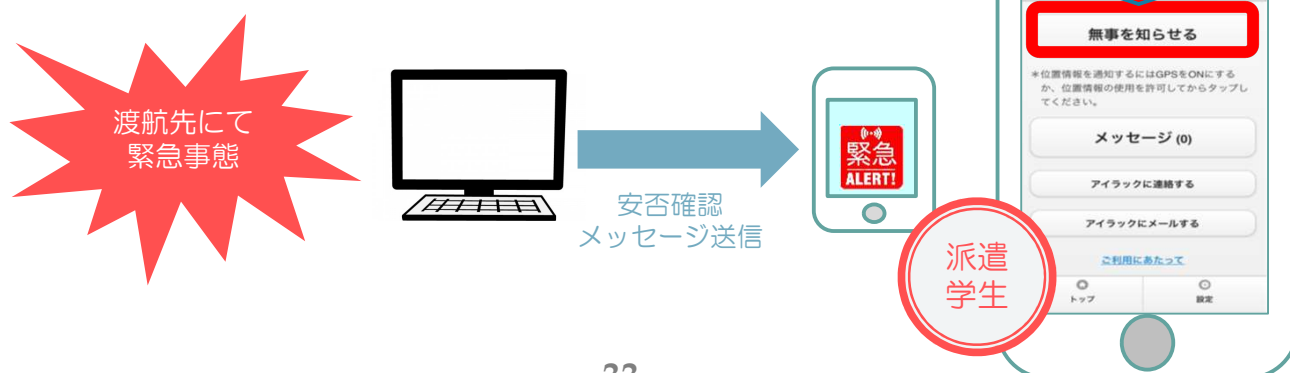 渡航先にて
緊急事態
安否確認
メッセージ送信
緊急
ALERT!
派遣
学生
無事を知らせる
*位置情報を通知するにはGPSをONにする
か、位置情報の使用を許可してからタップし
てください。
メッセージ (0)
アイラックに連絡する
アイラックにメールする
ご利用にあたって
トップ
設定